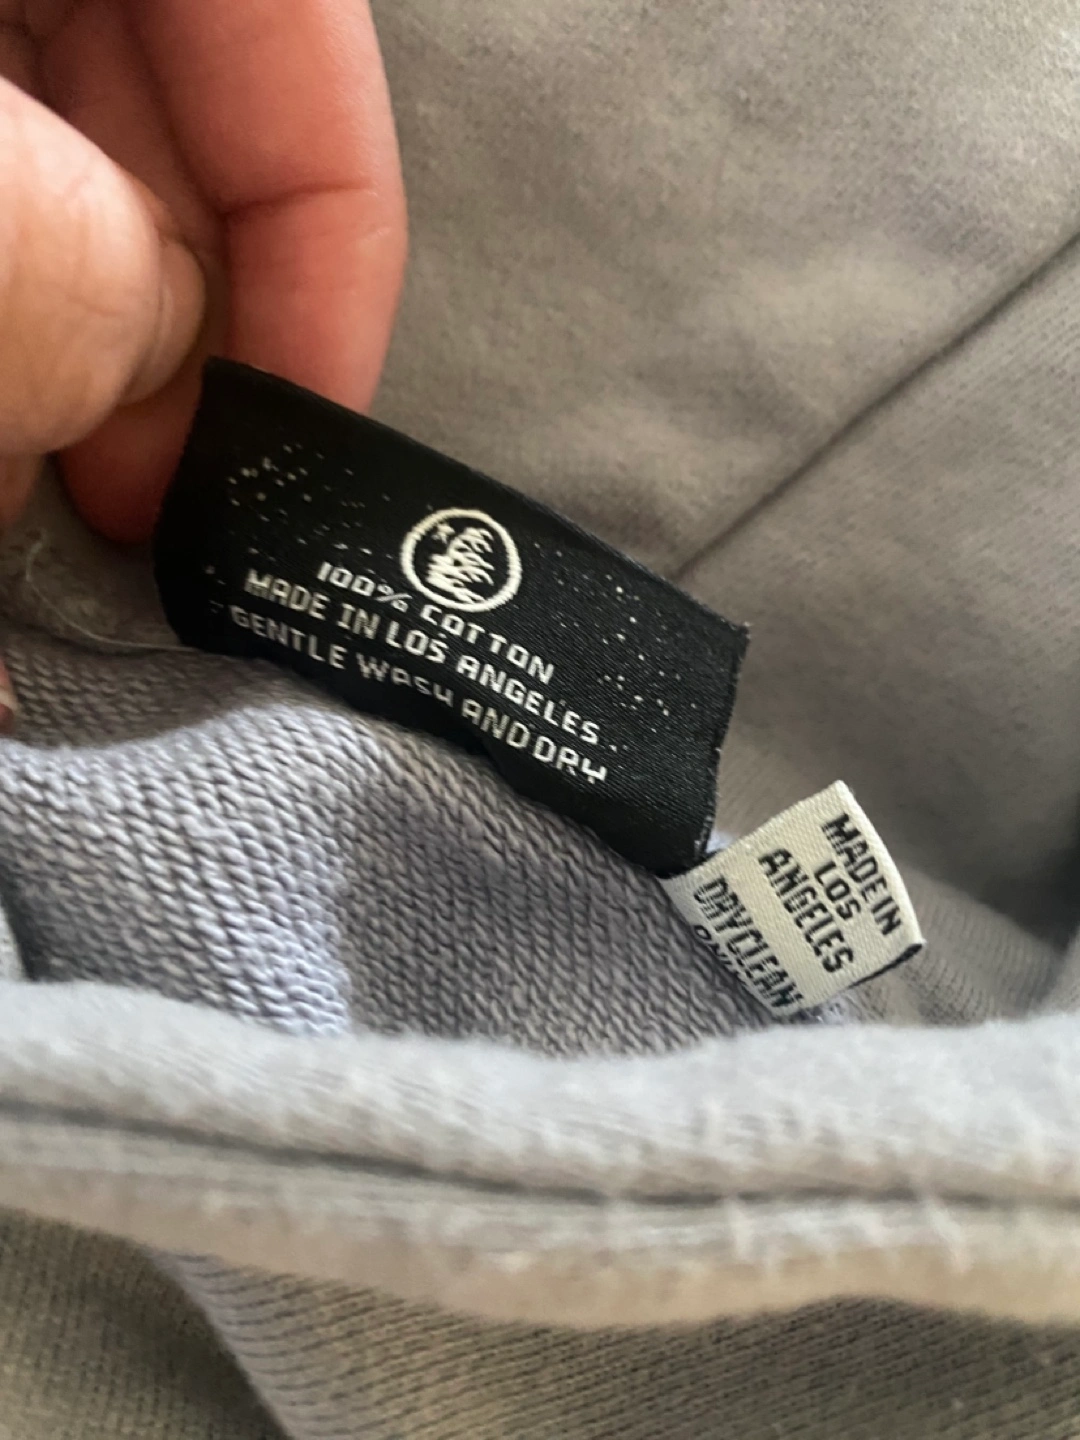 100% COTTON
MADE IN LOS ANGELES
GENTLE WASH AND DRY
MADE IN
LOS
ANGELES
DRY CLEAN